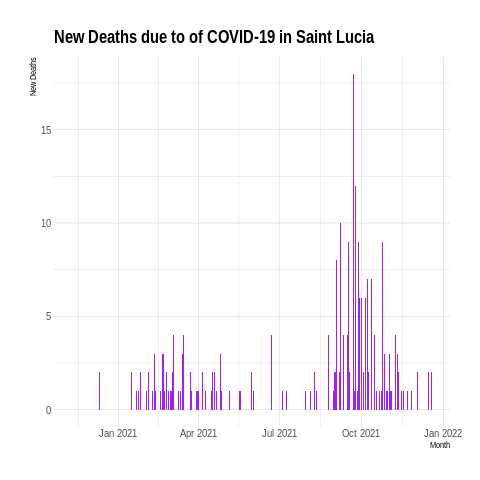 New Deaths due to of COVID-19 in Saint Lucia
New Deaths
15
10
5
0
Jan 2021 Apr 2021 Jul 2021 Oct 2021 Jan 2022
Month